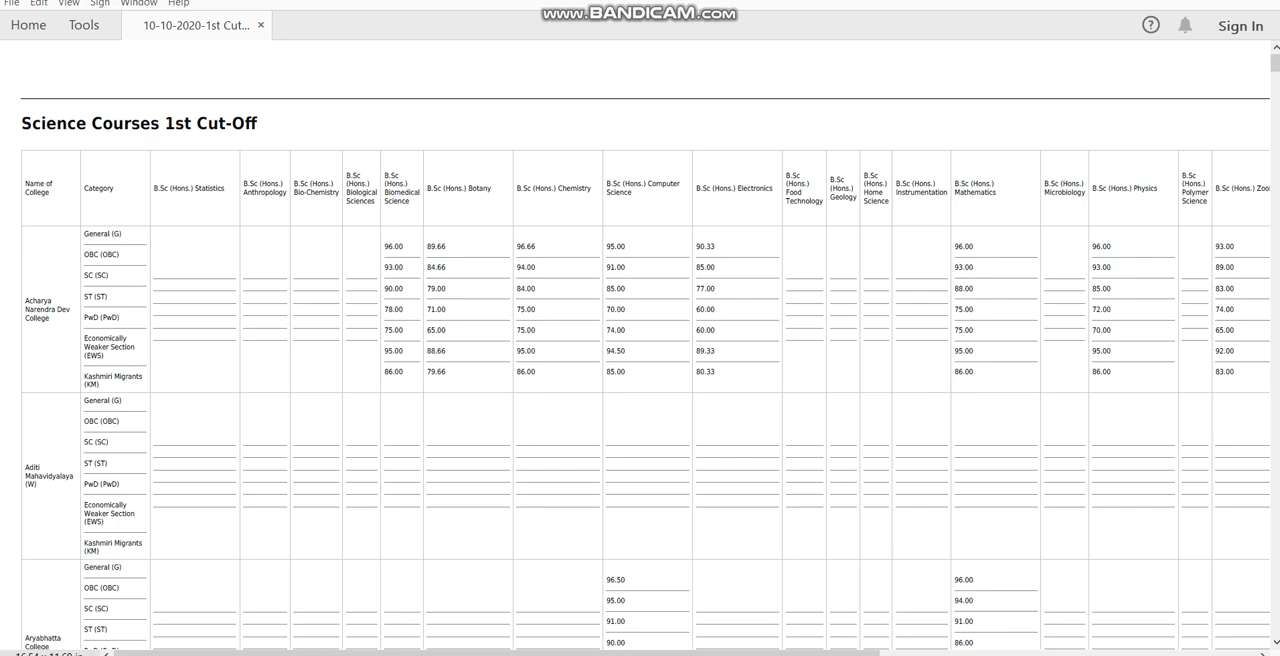 File Edit View Sign Window Help
www.BANDICAM.com
Home Tools 10-10-2020-1st Cut... × ? Sign In
Science Courses 1st Cut-Off
Name of College
Category
B.Sc (Hons.) Statistics
B.Sc (Hons.) Anthropology
B.Sc (Hons.) Bio-Chemistry
B.Sc (Hons.) Biological Sciences
B.Sc (Hons.) Biomedical Science
B.Sc (Hons.) Botany
B.Sc (Hons.) Chemistry
B.Sc (Hons.) Computer Science
B.Sc (Hons.) Electronics
B.Sc (Hons.) Food Technology
B.Sc (Hons.) Geology
B.Sc (Hons.) Home Science
B.Sc (Hons.) Instrumentation
B.Sc (Hons.) Mathematics
B.Sc (Hons.) Microbiology
B.Sc (Hons.) Physics
B.Sc (Hons.) Polymer Science
B.Sc (Hons.) Zool
Acharya Narendra Dev College
General (G)
96.00 89.66 96.66 95.00 90.33 96.00 96.00 93.00
OBC (OBC)
93.00 84.66 94.00 91.00 85.00 93.00 93.00 89.00
SC (SC)
90.00 79.00 84.00 85.00 77.00 88.00 85.00 83.00
ST (ST)
78.00 71.00 75.00 70.00 60.00 75.00 72.00 74.00
PwD (PwD)
75.00 65.00 75.00 74.00 60.00 75.00 70.00 65.00
Economically Weaker Section (EWS)
95.00 88.66 95.00 94.50 89.33 95.00 95.00 92.00
Kashmiri Migrants (KM)
86.00 79.66 86.00 85.00 80.33 86.00 86.00 83.00
Aditi Mahavidyalaya (W)
General (G)
OBC (OBC)
SC (SC)
ST (ST)
PwD (PwD)
Economically Weaker Section (EWS)
Kashmiri Migrants (KM)
Aryabhatta College
General (G)
96.50 96.00
OBC (OBC)
95.00 94.00
SC (SC)
91.00 91.00
ST (ST)
90.00 86.00